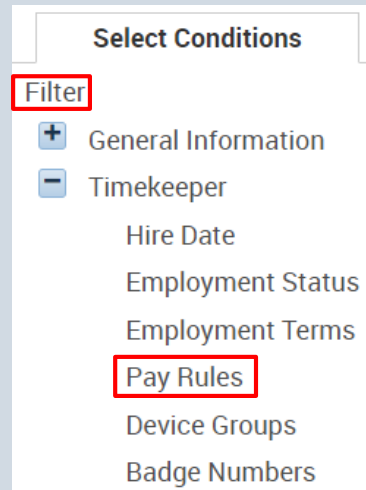 Select Conditions
Filter
General Information
Timekeeper
Hire Date
Employment Status
Employment Terms
Pay Rules
Device Groups
Badge Numbers